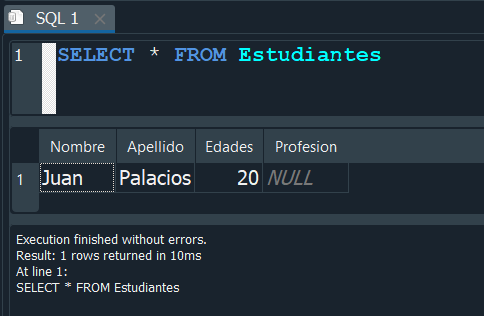 SQL 1
1 SELECT * FROM Estudiantes
Nombre Apellido Edades Profesion
1 Juan Palacios 20 NULL
Execution finished without errors.
Result: 1 rows returned in 10ms
At line 1:
SELECT * FROM Estudiantes